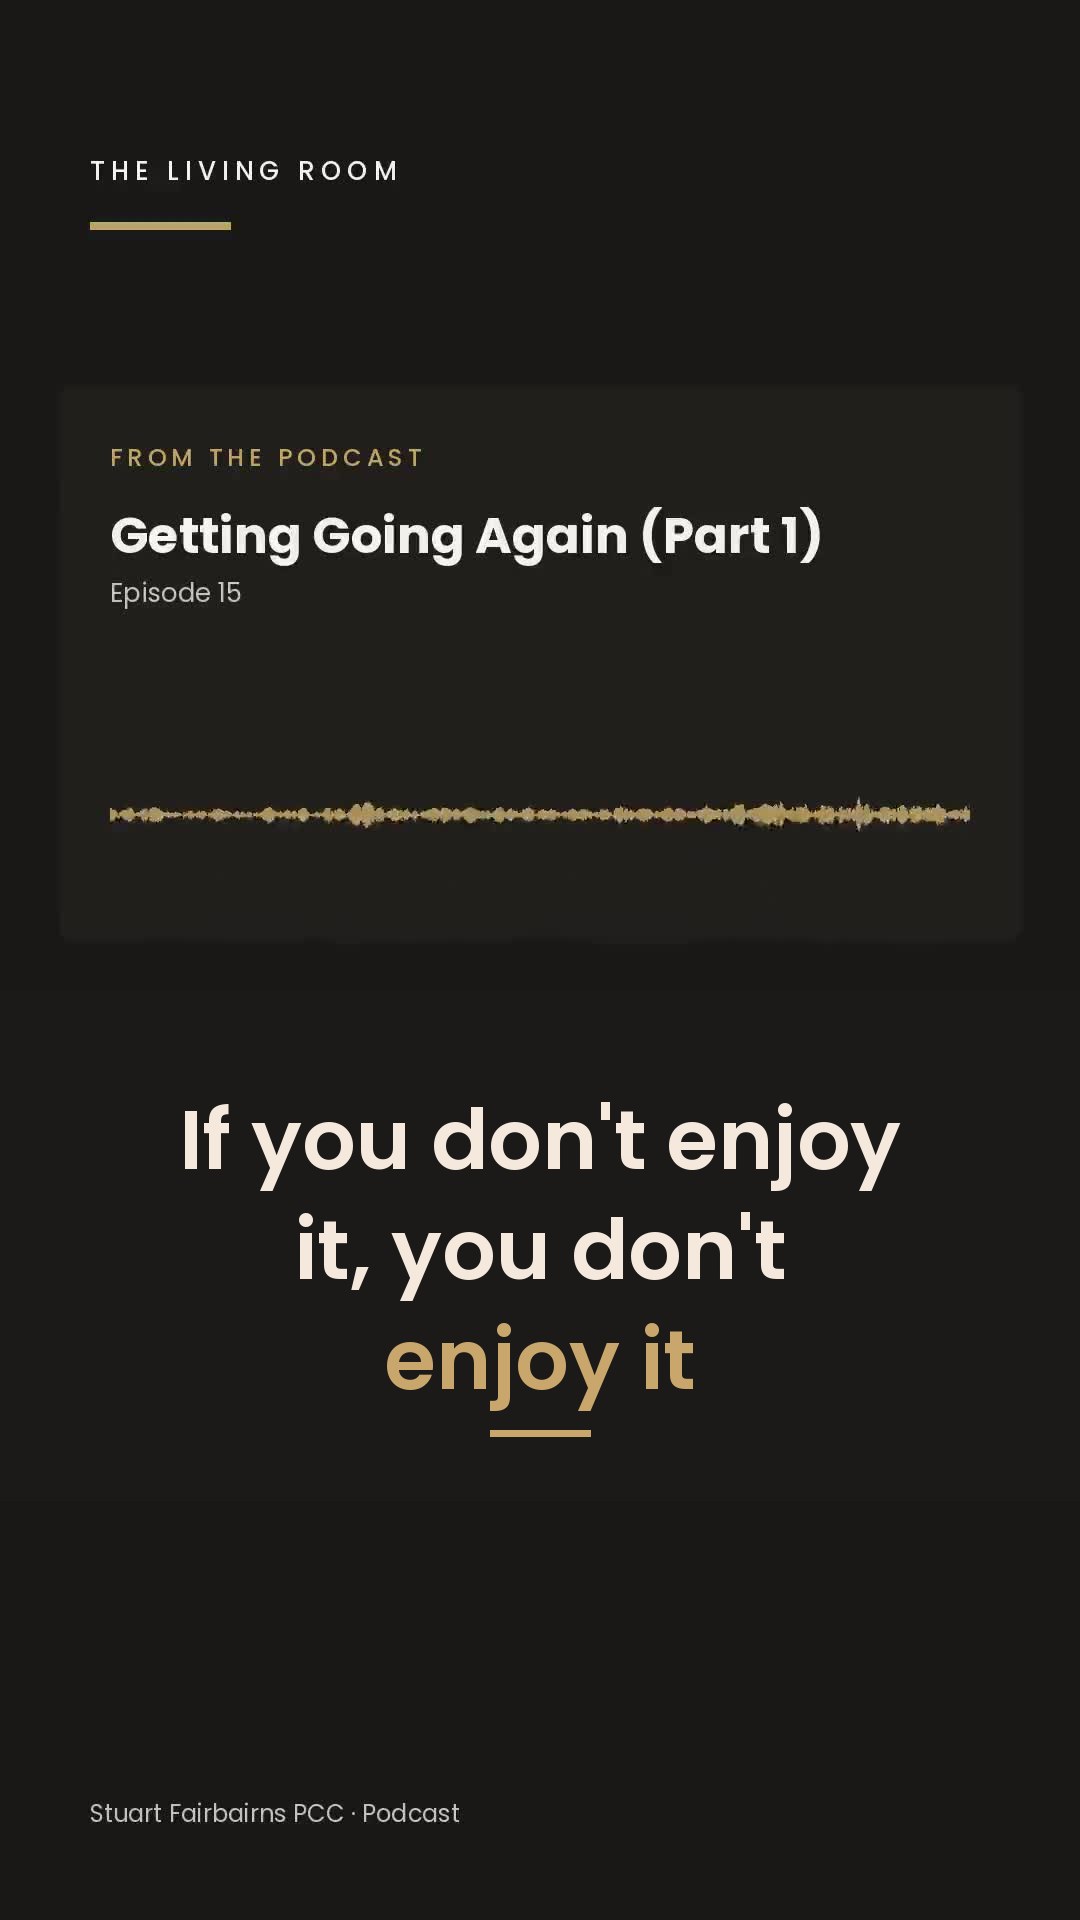 THE LIVING ROOM
FROM THE PODCAST
Getting Going Again (Part 1)
Episode 15
If you don't enjoy
it, you don't
enjoy it
Stuart Fairbairns PCC · Podcast